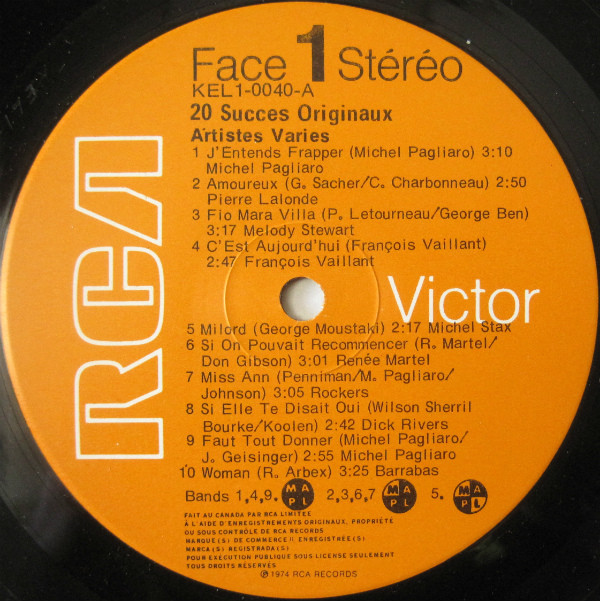 Face 1 Stéréo
KEL1-0040-A
20 Succes Originaux
Artistes Varies
1 J'Entends Frapper (Michel Pagliaro) 3:10
Michel Pagliaro
2 Amoureux (G. Sacher/C. Charbonneau) 2:50
Pierre Lalonde
3 Fio Mara Villa (P. Letourneau/George Ben)
3:17 Melody Stewart
4 C'Est Aujourd'hui (François Vaillant)
2:47 François Vaillant
RCA Victor
5 Milord (George Moustaki) 2:17 Michel Stax
6 Si On Pouvait Recommencer (R. Martel/
Don Gibson) 3:01 Renée Martel
7 Miss Ann (Penniman/M. Pagliaro/
Johnson) 3:05 Rockers
8 Si Elle Te Disait Oui (Wilson Sherril
Bourke/Koolen) 2:42 Dick Rivers
9 Faut Tout Donner (Michel Pagliaro/
J. Geisinger) 2:55 Michel Pagliaro
10 Woman (R. Arbex) 3:25 Barrabas
Bands 1,4,9. MAPL 2,3,6,7 MAPL 5. MAPL
FAIT AU CANADA PAR RCA LIMITÉE
À L'AIDE D'ENREGISTREMENTS ORIGINAUX, PROPRIÉTÉ
OU SOUS CONTRÔLE DE RCA RECORDS
MARQUE(S) DE COMMERCE ENREGISTRÉE(S)
MARCA(S) REGISTRADA(S)
POUR EXÉCUTION PUBLIQUE SOUS LICENSE SEULEMENT
TOUS DROITS RÉSERVÉS
℗ 1974 RCA RECORDS